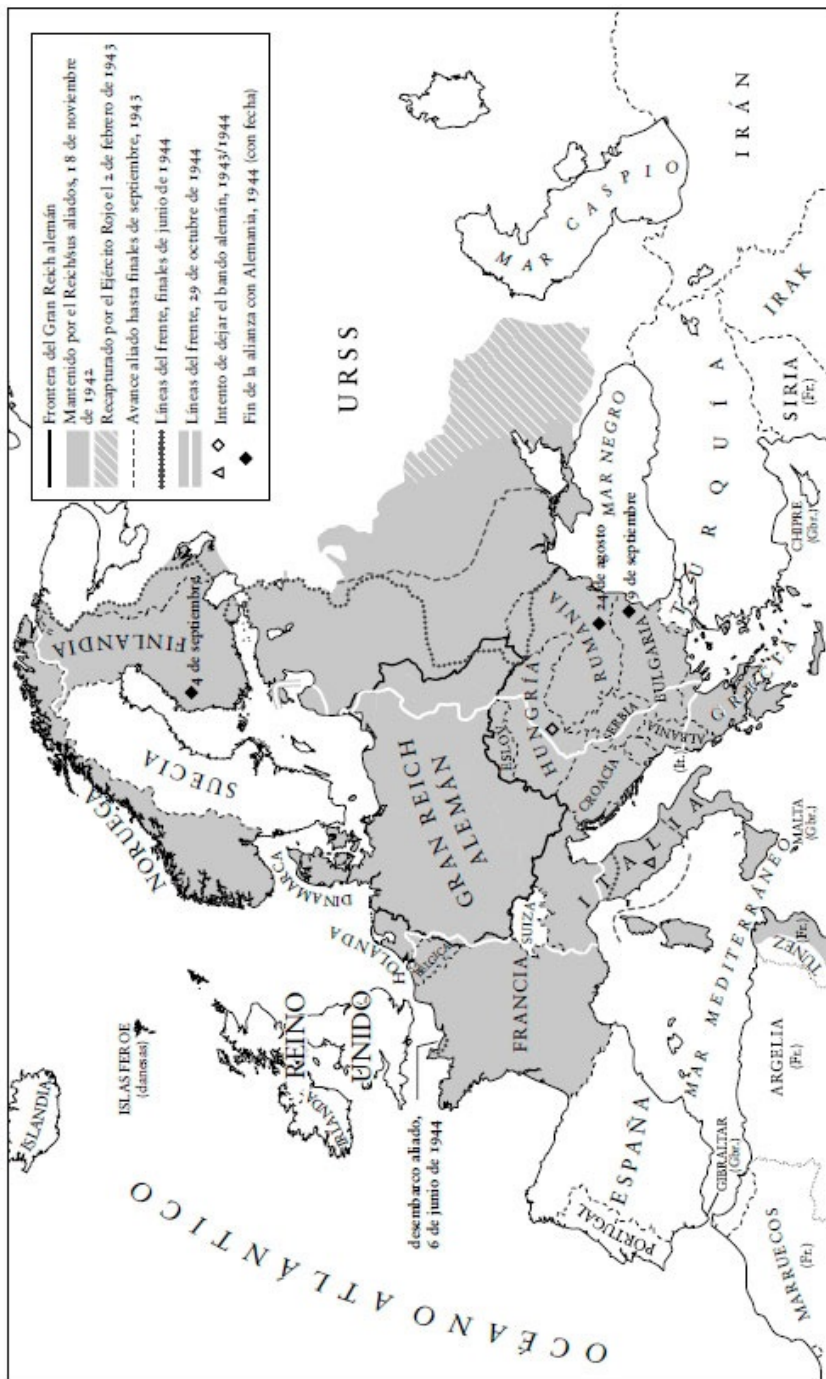 Frontera del Gran Reich alemán
Mantenido por el Reich/sus aliados, 18 de noviembre
de 1942
Recapturado por el Ejército Rojo el 2 de febrero de 1943
Avance aliado hasta finales de septiembre, 1943
Líneas del frente, finales de junio de 1944
Líneas del frente, 29 de octubre de 1944
Intento de dejar el bando alemán, 1943/1944
Fin de la alianza con Alemania, 1944 (con fecha)
ISLANDIA
ISLAS FEROE
(danesas)
NORUEGA
SUECIA
FINLANDIA
4 de septiembre
URSS
OCÉANO ATLÁNTICO
IRLANDA
REINO
UNIDO
DINAMARCA
HOLANDA
BÉLGICA
GRAN REICH
ALEMÁN
desembarco aliado,
6 de junio de 1944
FRANCIA
SUIZA
ESLOV.
HUNGRÍA
RUMANIA
24 de agosto
CROACIA
SERBIA
BULGARIA
9 de septiembre
MAR NEGRO
MAR CASPIO
PORTUGAL
ESPAÑA
ITALIA
(It.)
ALBANIA
GRECIA
TURQUÍA
IRÁN
GIBRALTAR
(Gbr.)
MAR MEDITERRÁNEO
MALTA
(Gbr.)
CHIPRE
(Gbr.)
SIRIA
(Fr.)
IRAK
MARRUECOS
(Fr.)
ARGELIA
(Fr.)
TÚNEZ
(Fr.)